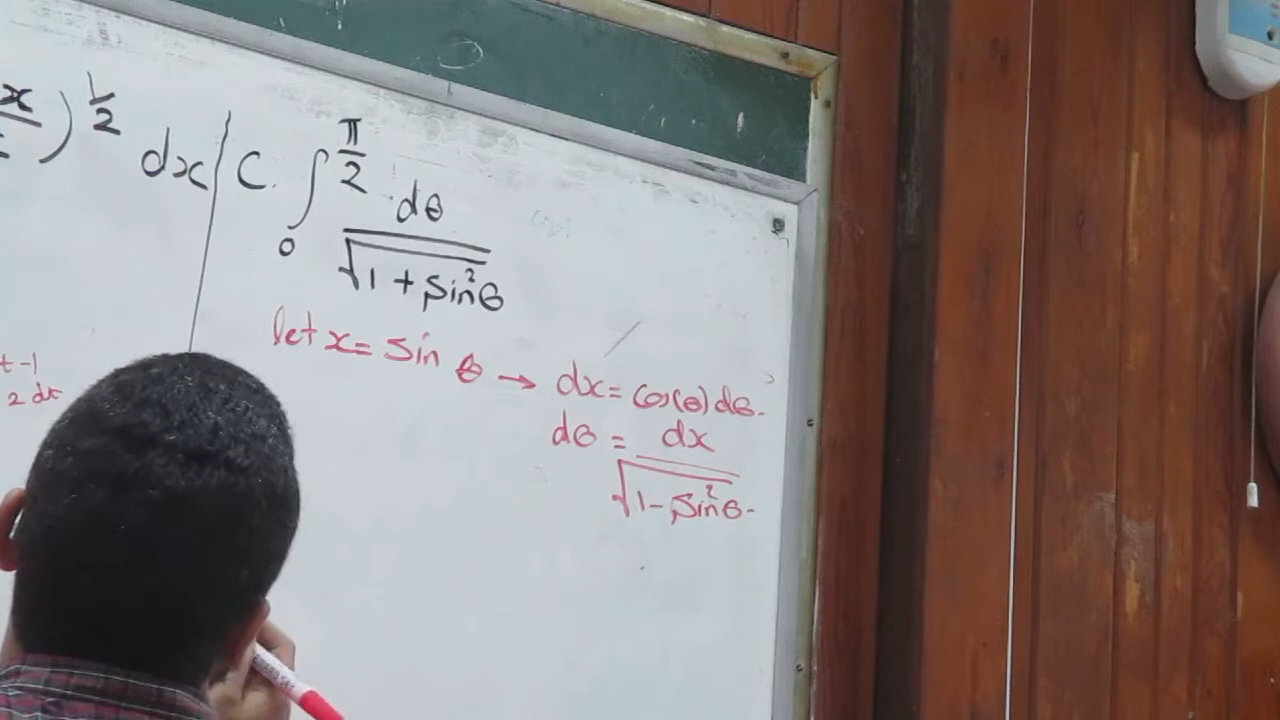 x)^{1/2} dx
C. ∫_0^{π/2} dθ / √(1 + sin²θ)
let x = sin θ → dx = cos(θ) dθ.
dθ = dx / √(1 - sin²θ)
t-1
2 dt